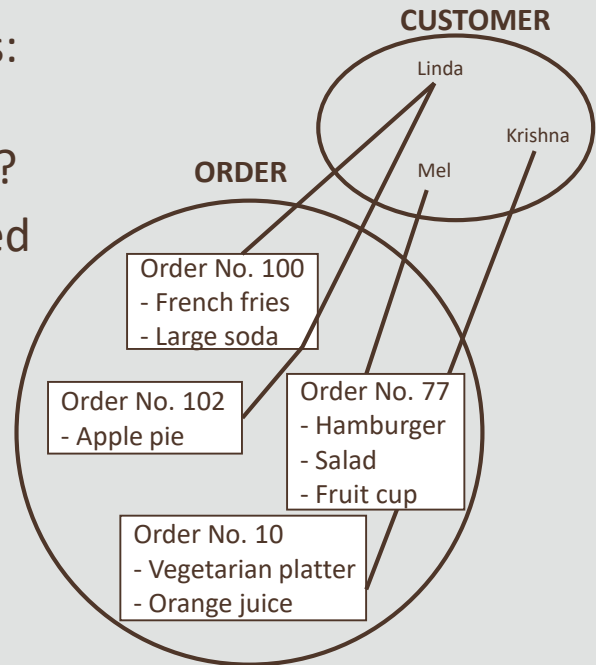 s:
?
ed
CUSTOMER
Linda
Krishna
Mel
ORDER
Order No. 100
- French fries
- Large soda
Order No. 102
- Apple pie
Order No. 77
- Hamburger
- Salad
- Fruit cup
Order No. 10
- Vegetarian platter
- Orange juice